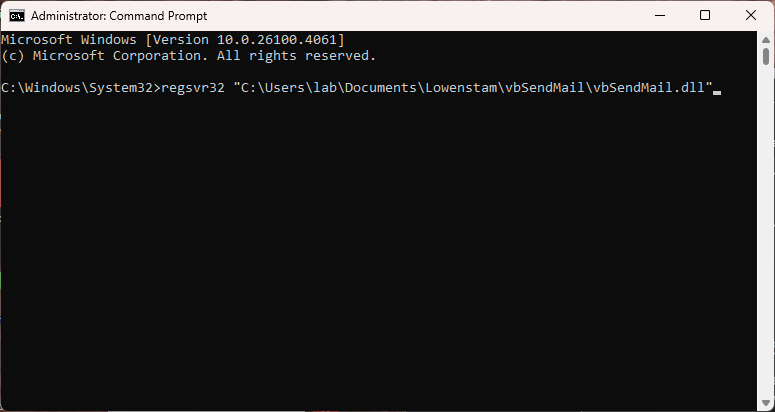 Administrator: Command Prompt
Microsoft Windows [Version 10.0.26100.4061]
(c) Microsoft Corporation. All rights reserved.
C:\Windows\System32>regsvr32 "C:\Users\lab\Documents\Lowenstam\vbSendMail\vbSendMail.dll"